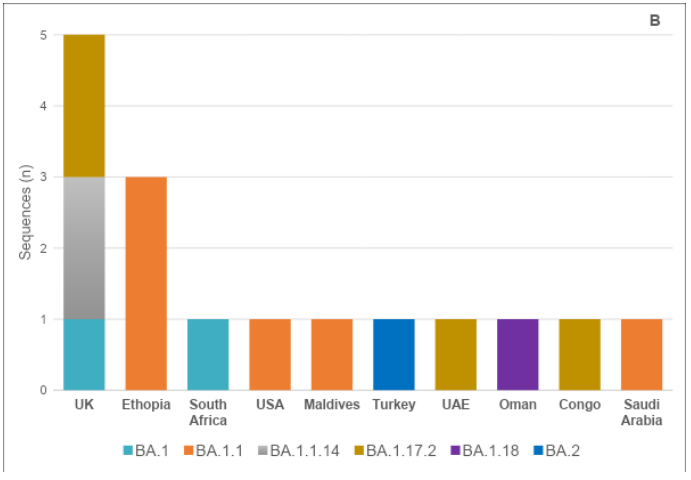 B
5
4
3
2
1
0
Sequences (n)
UK Ethopia South Africa USA Maldives Turkey UAE Oman Congo Saudi Arabia
BA.1 BA.1.1 BA.1.1.14 BA.1.17.2 BA.1.18 BA.2